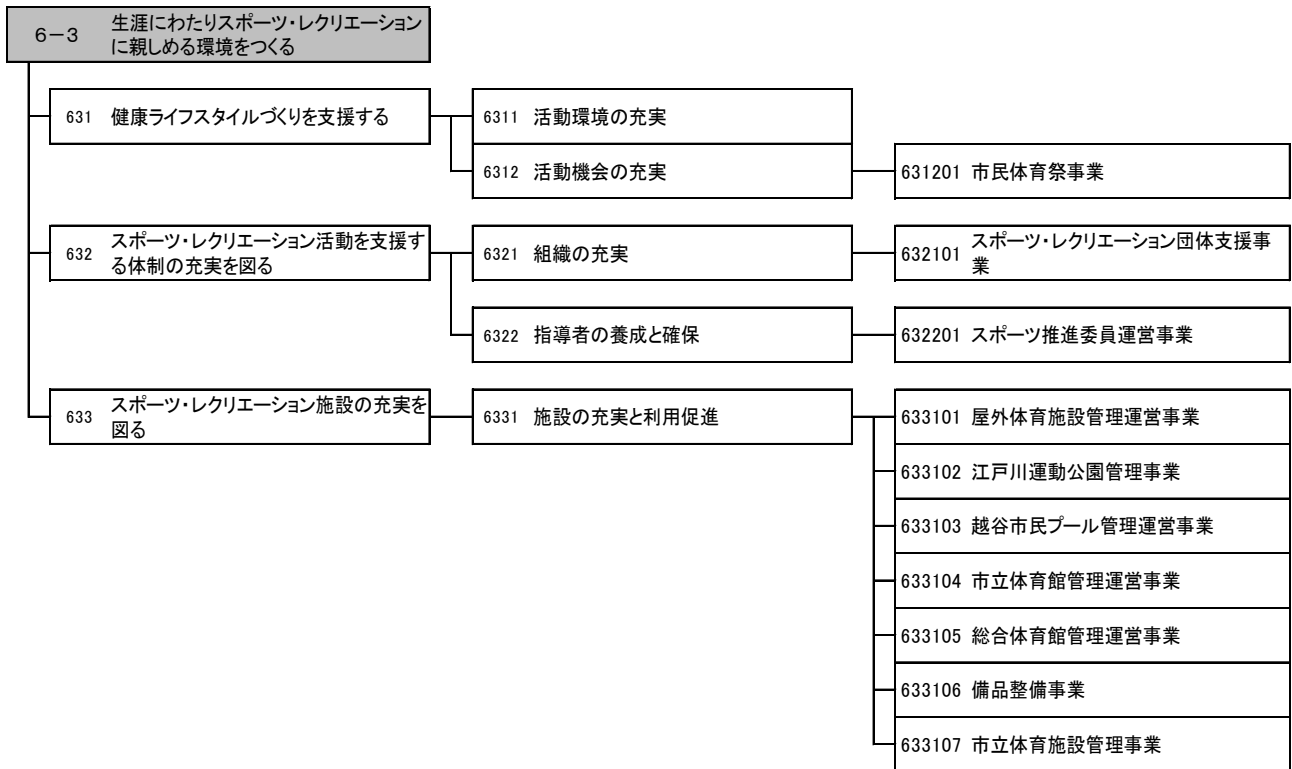 6－3 生涯にわたりスポーツ・レクリエーション
に親しめる環境をつくる
631 健康ライフスタイルづくりを支援する
6311 活動環境の充実
6312 活動機会の充実
631201 市民体育祭事業
632 スポーツ・レクリエーション活動を支援す
る体制の充実を図る
6321 組織の充実
632101 スポーツ・レクリエーション団体支援事
業
6322 指導者の養成と確保
632201 スポーツ推進委員運営事業
633 スポーツ・レクリエーション施設の充実を
図る
6331 施設の充実と利用促進
633101 屋外体育施設管理運営事業
633102 江戸川運動公園管理事業
633103 越谷市民プール管理運営事業
633104 市立体育館管理運営事業
633105 総合体育館管理運営事業
633106 備品整備事業
633107 市立体育施設管理事業